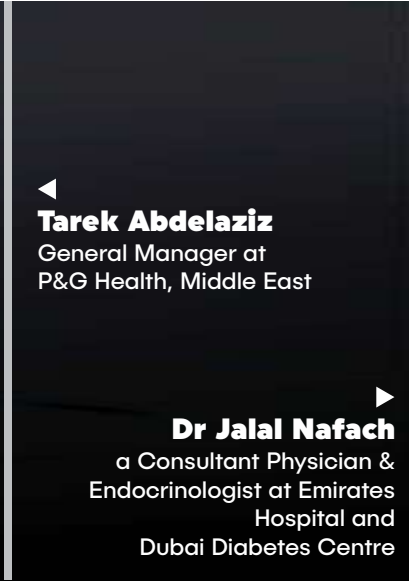 Tarek Abdelaziz
General Manager at
P&G Health, Middle East
Dr Jalal Nafach
a Consultant Physician &
Endocrinologist at Emirates
Hospital and
Dubai Diabetes Centre